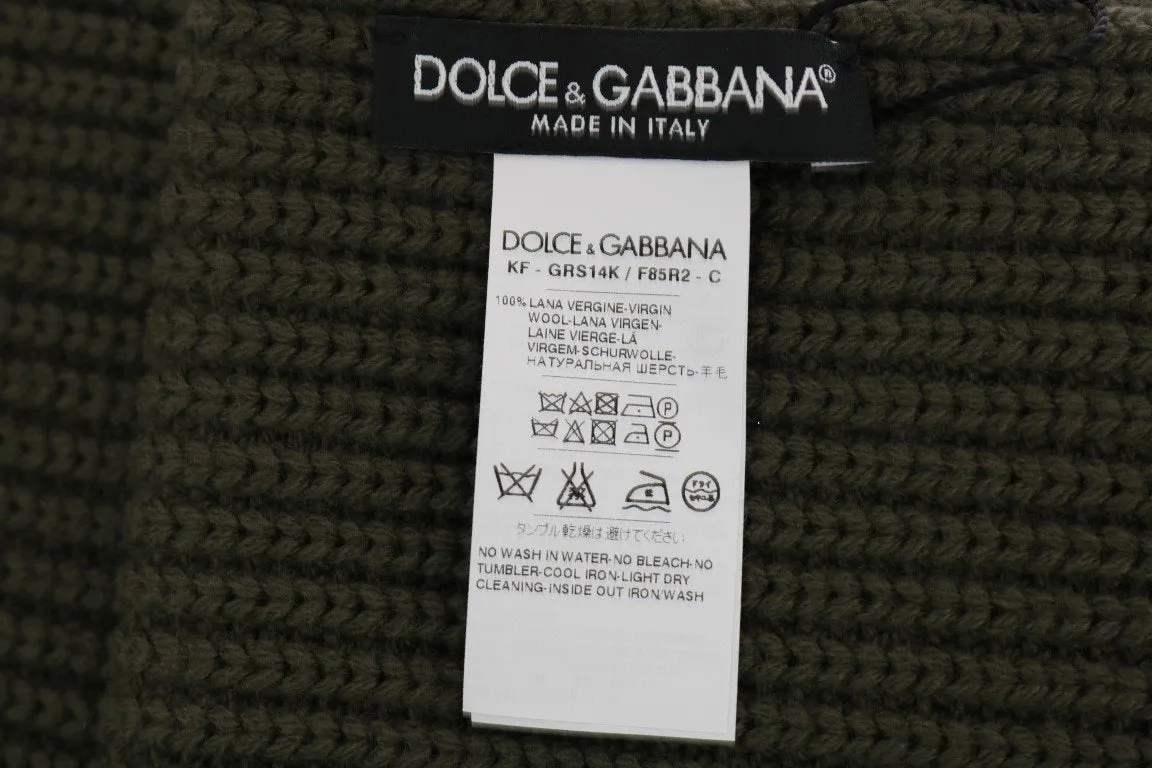 DOLCE & GABBANA®
MADE IN ITALY
DOLCE & GABBANA
KF - GRS14K / F85R2 - C
100% LANA VERGINE-VIRGIN
WOOL-LANA VIRGEN-
LAINE VIERGE-LÃ
VIRGEM-SCHURWOLLE-
НАТУРАЛЬНАЯ ШЕРСТЬ-羊毛
P
P
ドライ
タンブル乾燥は避けてください
NO WASH IN WATER-NO BLEACH-NO
TUMBLER-COOL IRON-LIGHT DRY
CLEANING-INSIDE OUT IRON/WASH